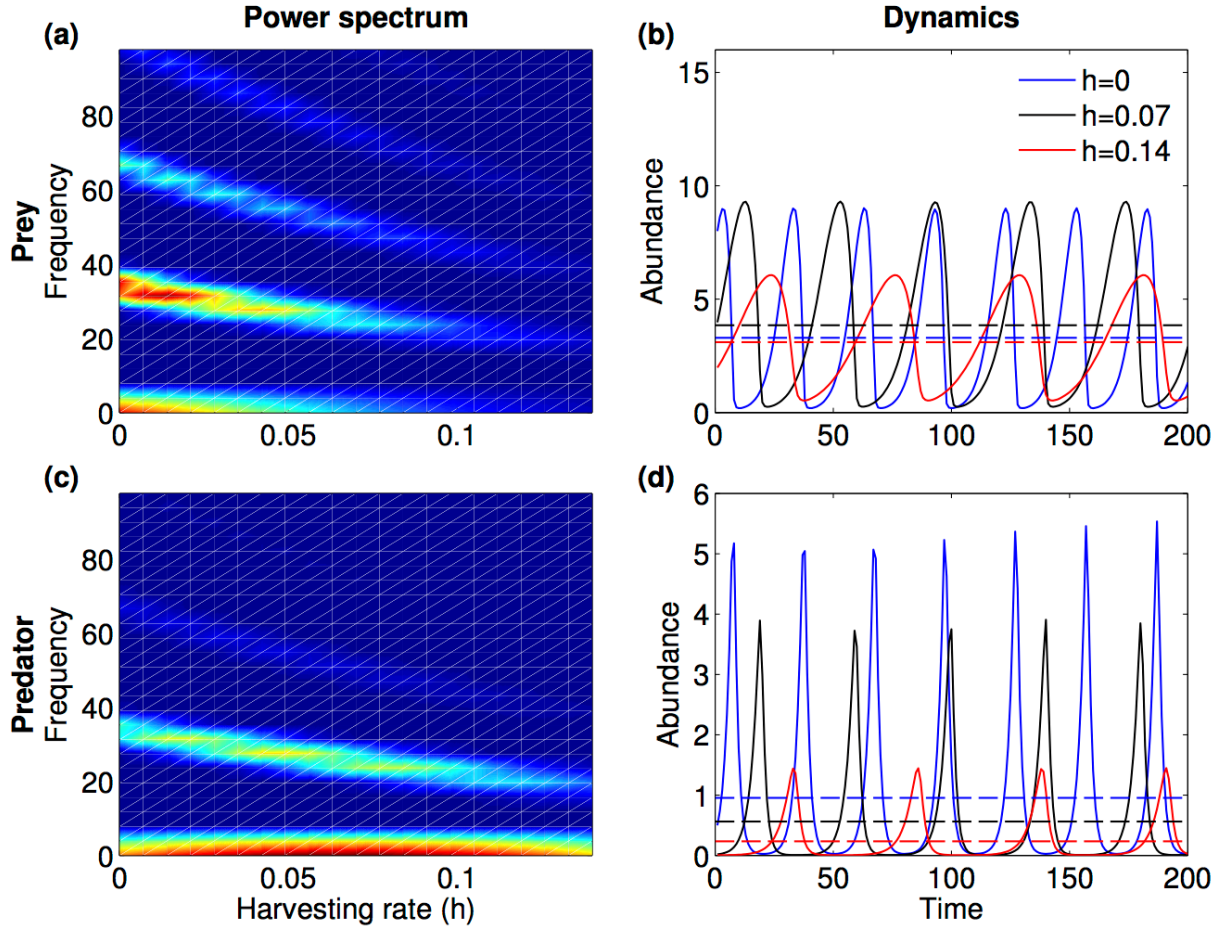 Power spectrum
Dynamics
(a)
Prey
Frequency
80
60
40
20
0
0
0.05
0.1
(b)
Abundance
15
10
5
0
0
50
100
150
200
h=0
h=0.07
h=0.14
(c)
Predator
Frequency
80
60
40
20
0
0
0.05
0.1
Harvesting rate (h)
(d)
Abundance
6
5
4
3
2
1
0
0
50
100
150
200
Time